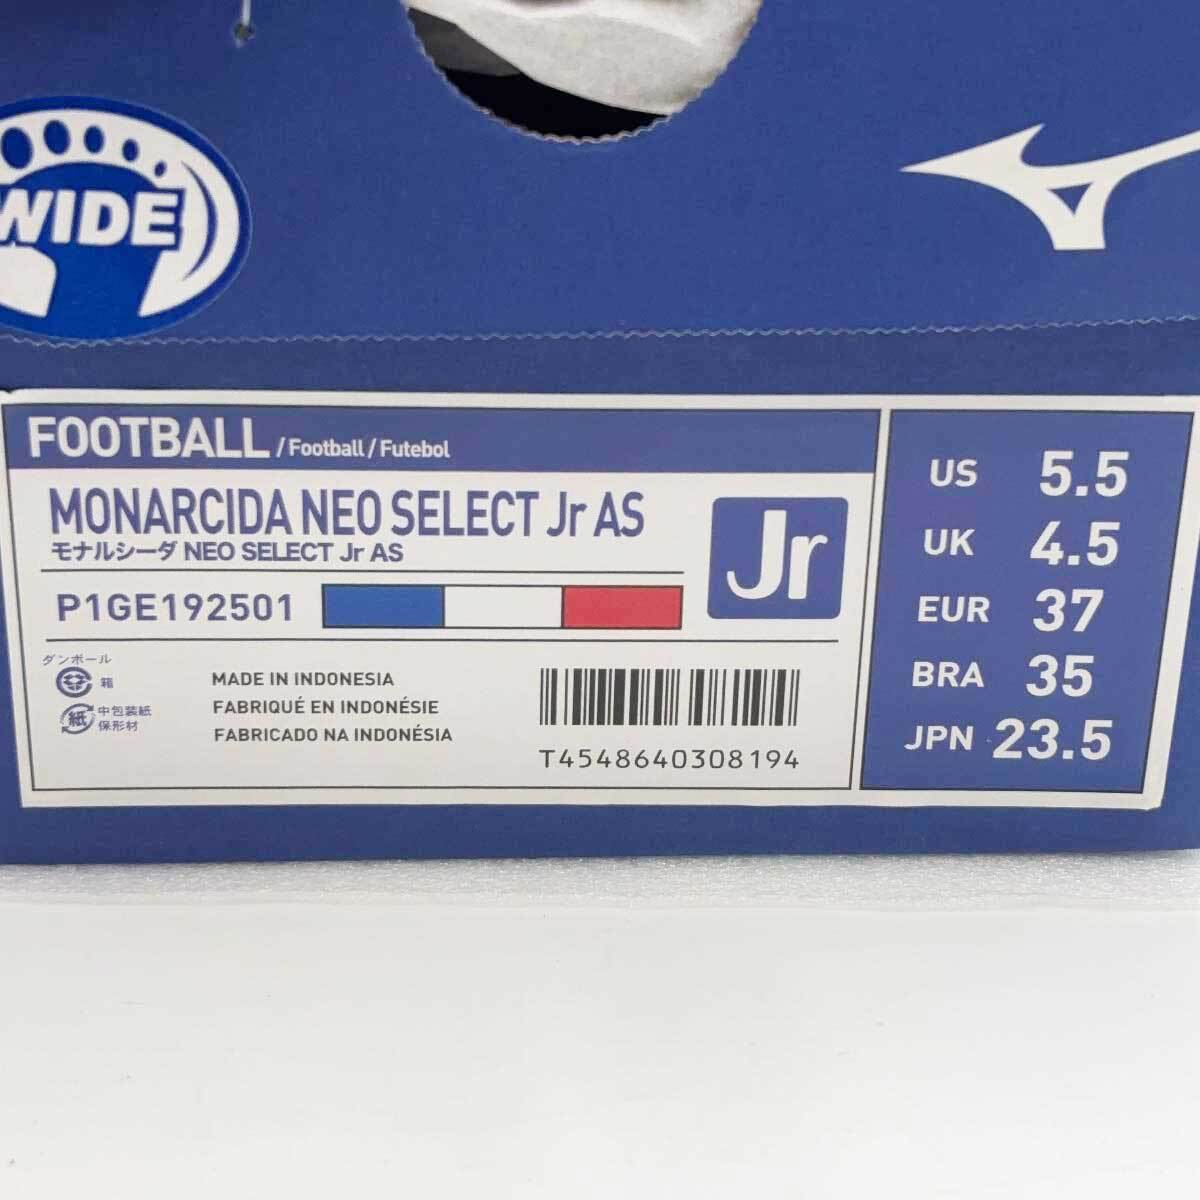 WIDE
FOOTBALL / Football / Futebol
MONARCIDA NEO SELECT Jr AS
モナルシーダ NEO SELECT Jr AS
Jr
P1GE192501
ダンボール
箱
紙
中包装紙
保形材
MADE IN INDONESIA
FABRIQUÉ EN INDONÉSIE
FABRICADO NA INDONÉSIA
T4548640308194
US 5.5
UK 4.5
EUR 37
BRA 35
JPN 23.5